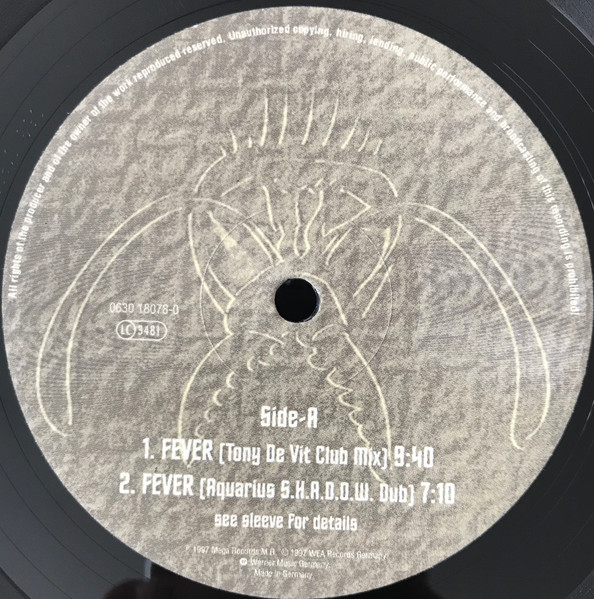 All rights of the producer and of the owner of the work reproduced reserved. Unauthorized copying, hiring, lending, public performance and broadcasting of this recording is prohibited!
0630 18078-0
LC 3481
Side-A
1. FEVER (Tony De Vit Club Mix) 9:40
2. FEVER (Aquarius S.H.A.D.O.W. Dub) 7:10
see sleeve for details
℗ 1997 Mega Records M.R. © 1997 WEA Records Germany
Warner Music Germany.
Made in Germany